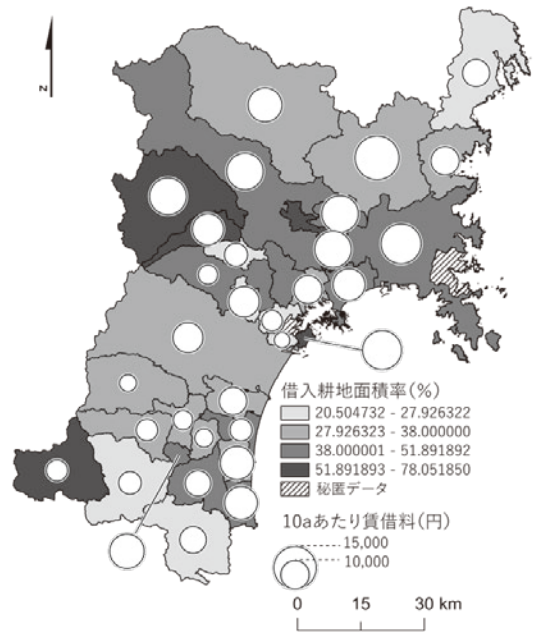 N
借入耕地面積率(%)
20.504732 - 27.926322
27.926323 - 38.000000
38.000001 - 51.891892
51.891893 - 78.051850
秘匿データ
10aあたり賃借料(円)
15,000
10,000
0 15 30 km